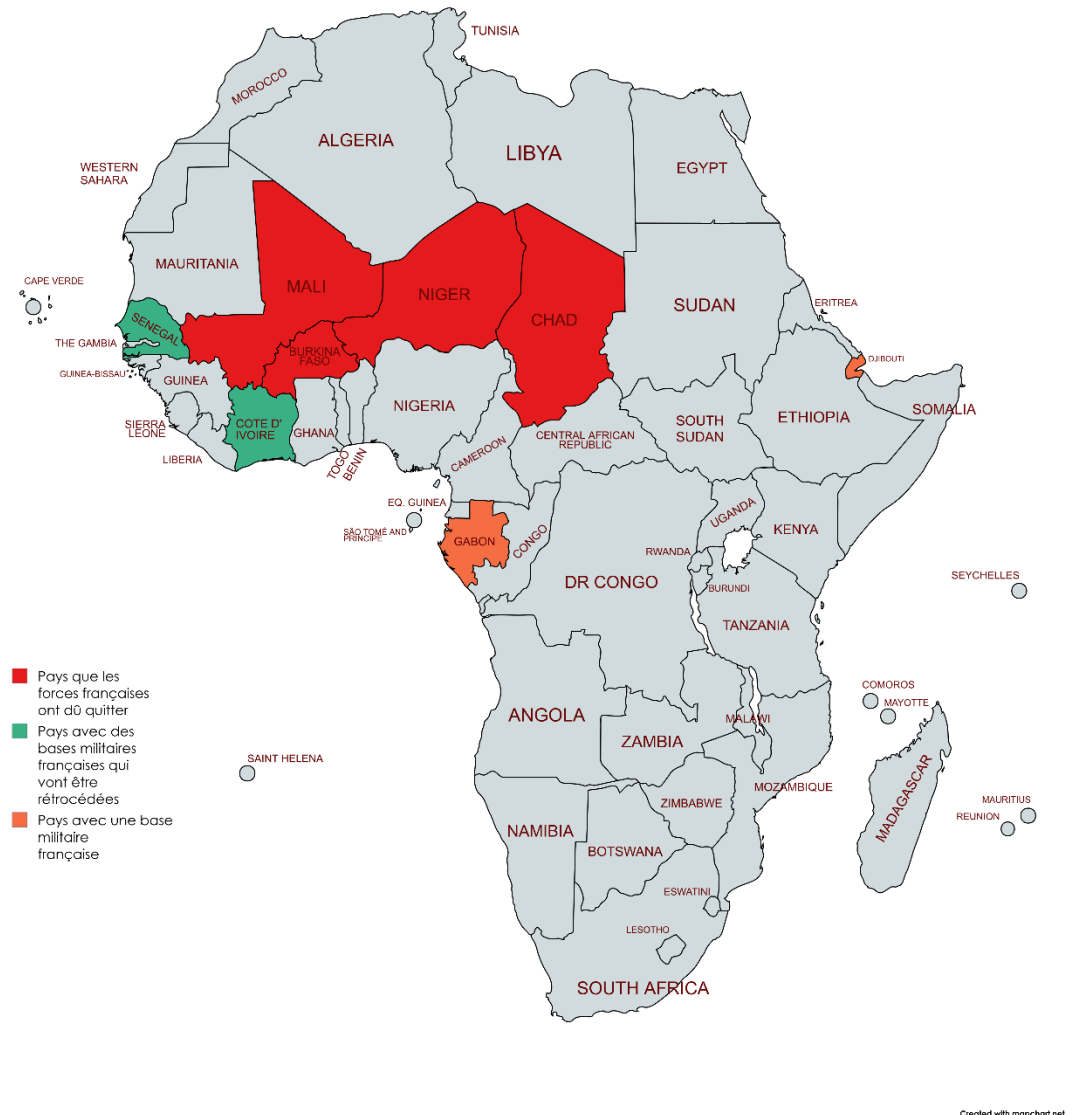 TUNISIA
MOROCCO
ALGERIA
LIBYA
EGYPT
WESTERN
SAHARA
MAURITANIA
MALI
NIGER
CHAD
SUDAN
ERITREA
CAPE VERDE
SENEGAL
THE GAMBIA
GUINEA-BISSAU
GUINEA
BURKINA
FASO
DJIBOUTI
SIERRA
LEONE
LIBERIA
COTE D'
IVOIRE
GHANA
TOGO
BENIN
NIGERIA
CAMEROON
CENTRAL AFRICAN
REPUBLIC
SOUTH
SUDAN
ETHIOPIA
SOMALIA
EQ. GUINEA
SÃO TOMÉ AND
PRINCIPE
GABON
CONGO
DR CONGO
UGANDA
KENYA
RWANDA
BURUNDI
TANZANIA
SEYCHELLES
COMOROS
MAYOTTE
ANGOLA
ZAMBIA
MALAWI
MOZAMBIQUE
MADAGASCAR
MAURITIUS
REUNION
SAINT HELENA
NAMIBIA
ZIMBABWE
BOTSWANA
ESWATINI
LESOTHO
SOUTH AFRICA
Pays que les
forces françaises
ont dû quitter
Pays avec des
bases militaires
françaises qui
vont être
rétrocédées
Pays avec une base
militaire
française
Created with mapchart.net